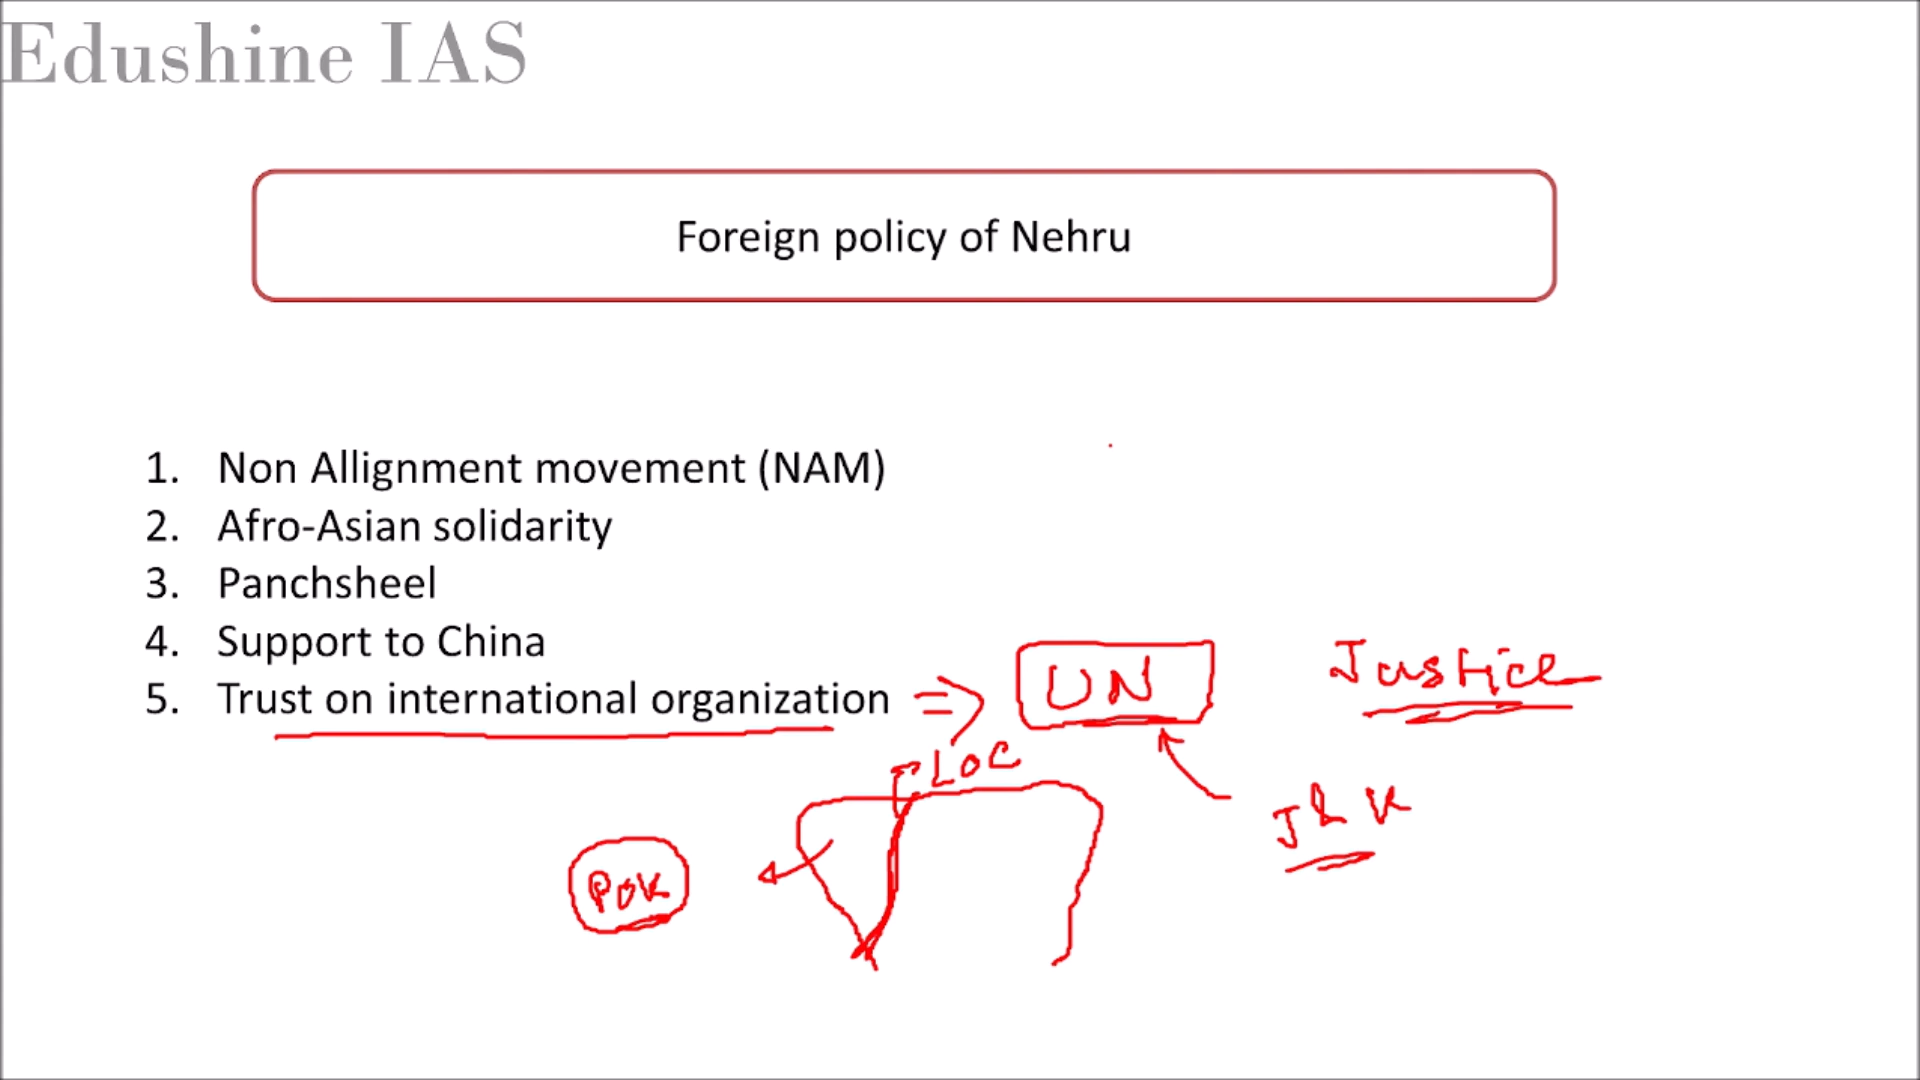 Edushine IAS
Foreign policy of Nehru
1. Non Allignment movement (NAM)
2. Afro-Asian solidarity
3. Panchsheel
4. Support to China
5. Trust on international organization => UN Justice
LOC
J & K
POK